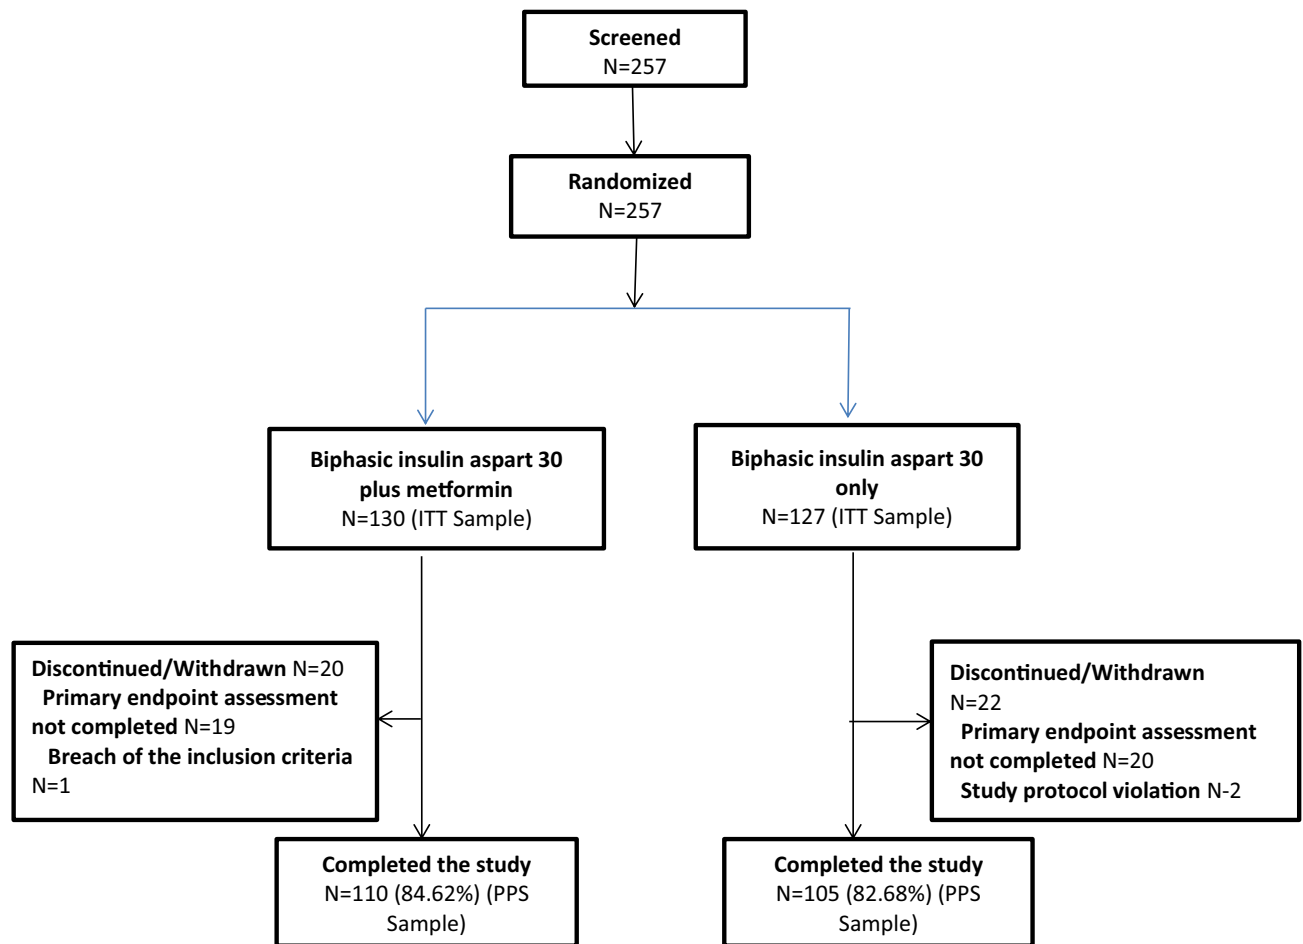 Screened
N=257
Randomized
N=257
Biphasic insulin aspart 30
plus metformin
N=130 (ITT Sample)
Biphasic insulin aspart 30
only
N=127 (ITT Sample)
Discontinued/Withdrawn N=20
Primary endpoint assessment
not completed N=19
Breach of the inclusion criteria
N=1
Discontinued/Withdrawn
N=22
Primary endpoint assessment
not completed N=20
Study protocol violation N-2
Completed the study
N=110 (84.62%) (PPS
Sample)
Completed the study
N=105 (82.68%) (PPS
Sample)